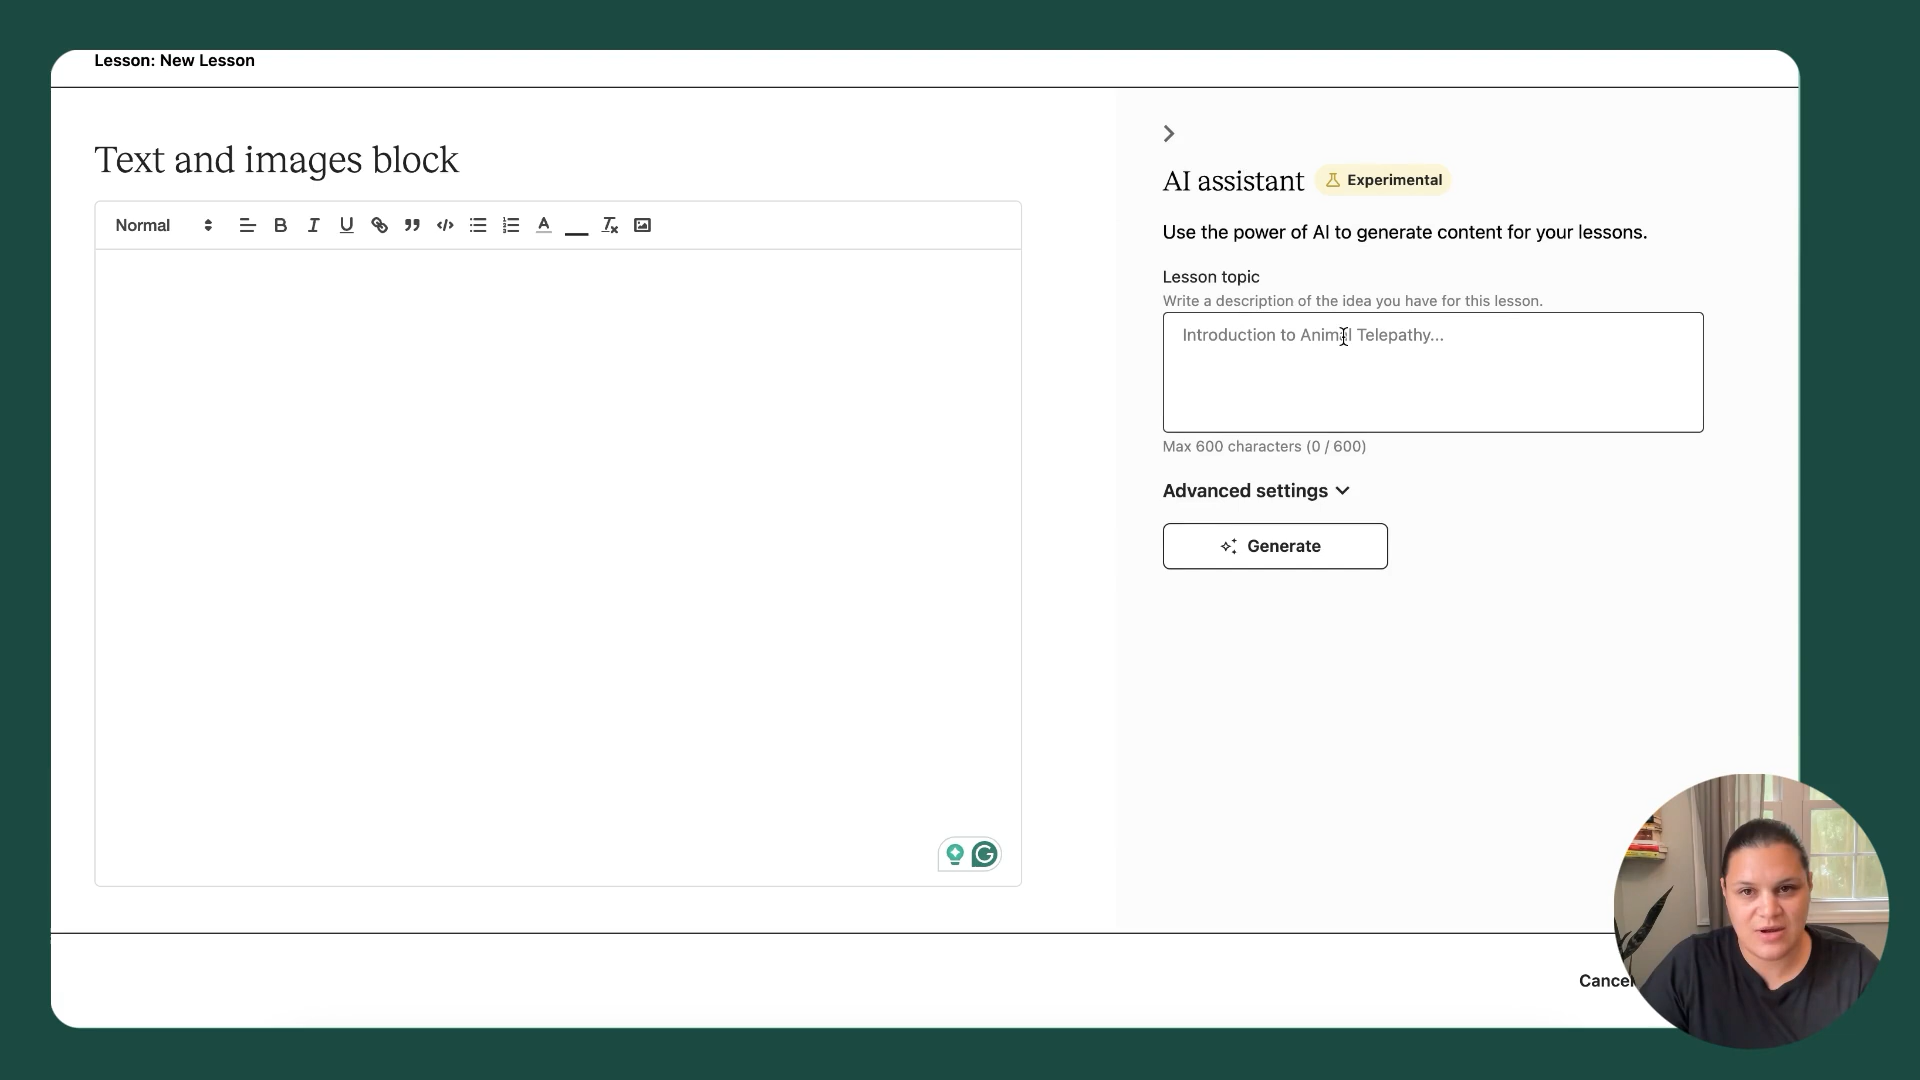 Lesson: New Lesson
Text and images block
Normal
AI assistant
Experimental
Use the power of AI to generate content for your lessons.
Lesson topic
Write a description of the idea you have for this lesson.
Introduction to Animal Telepathy...
Max 600 characters (0 / 600)
Advanced settings
Generate
Cancel